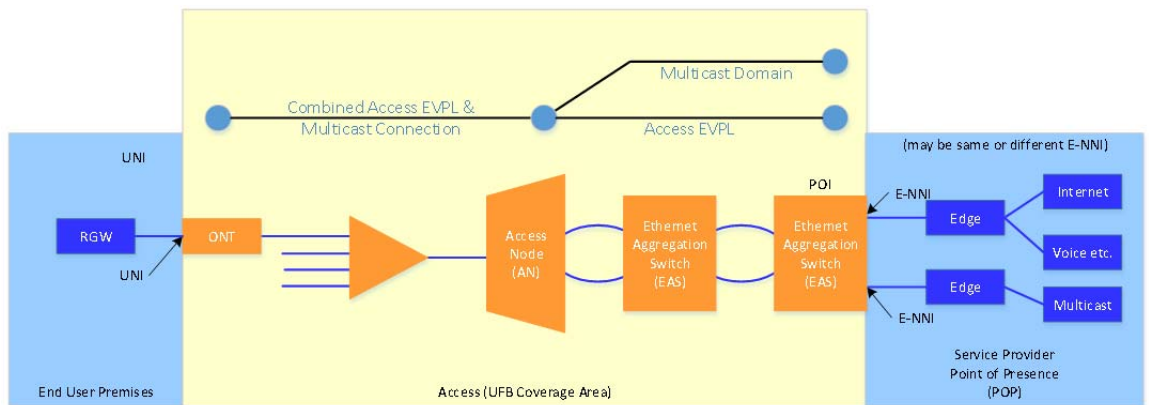 Multicast Domain
Combined Access EVPL &
Multicast Connection
Access EVPL
UNI
(may be same or different E-NNI)
POI
E-NNI
Internet
RGW
ONT
Edge
Access
Node
(AN)
Ethernet
Aggregation
Switch
(EAS)
Ethernet
Aggregation
Switch
(EAS)
Voice etc.
UNI
Edge
Multicast
E-NNI
End User Premises
Access (UFB Coverage Area)
Service Provider
Point of Presence
(POP)